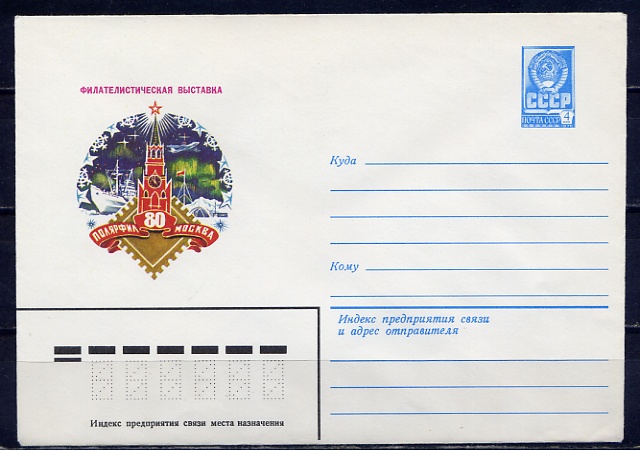 ФИЛАТЕЛИСТИЧЕСКАЯ ВЫСТАВКА
ПОЛЯРФИЛ 80 МОСКВА
СССР
ПОЧТА СССР 4
Куда
Кому
Индекс предприятия связи
и адрес отправителя
Индекс предприятия связи места назначения